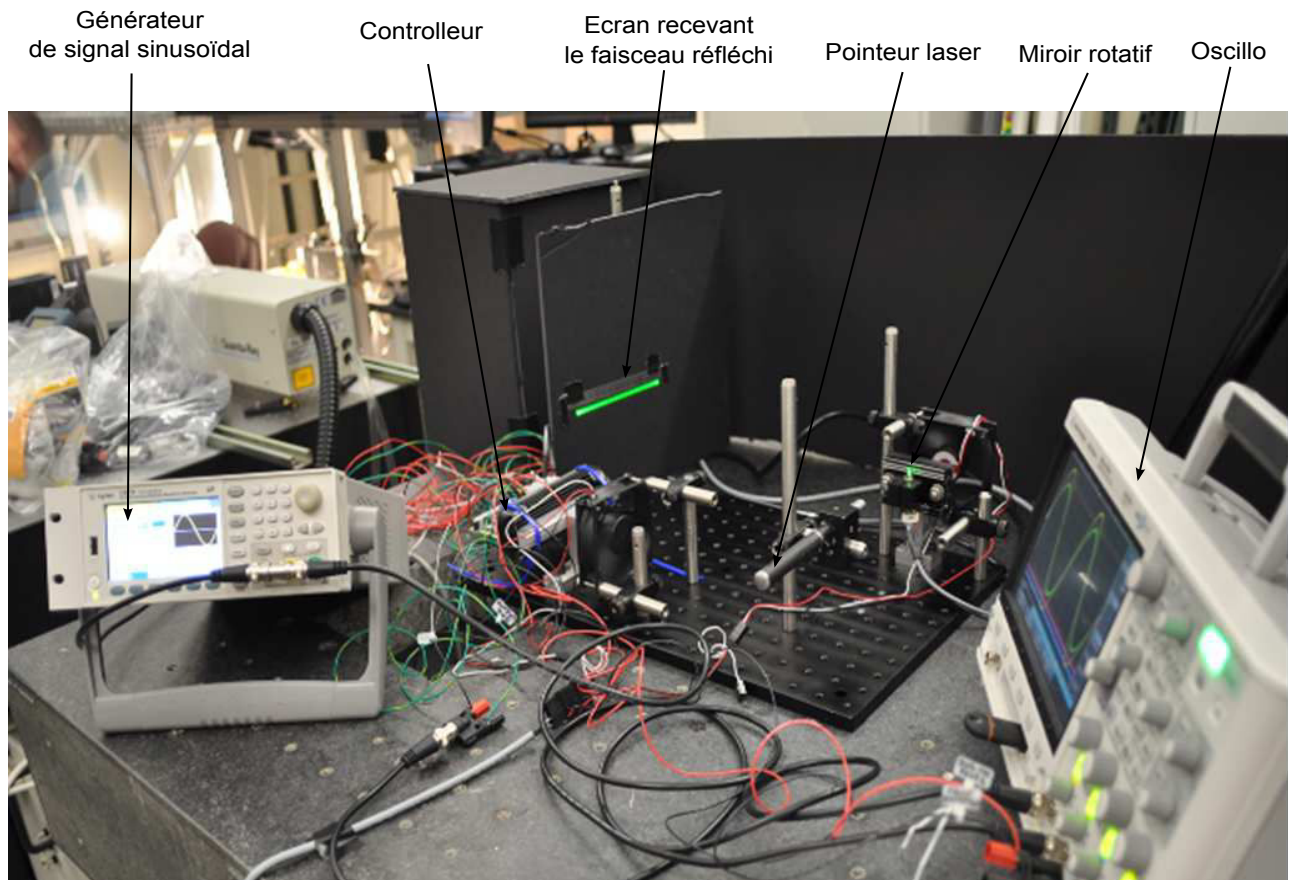 Générateur
de signal sinusoïdal
Controlleur
Ecran recevant
le faisceau réfléchi
Pointeur laser
Miroir rotatif
Oscillo